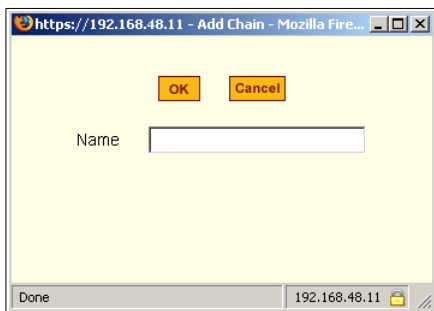 https://192.168.48.11 - Add Chain - Mozilla Fire...
OK Cancel
Name
Done 192.168.48.11